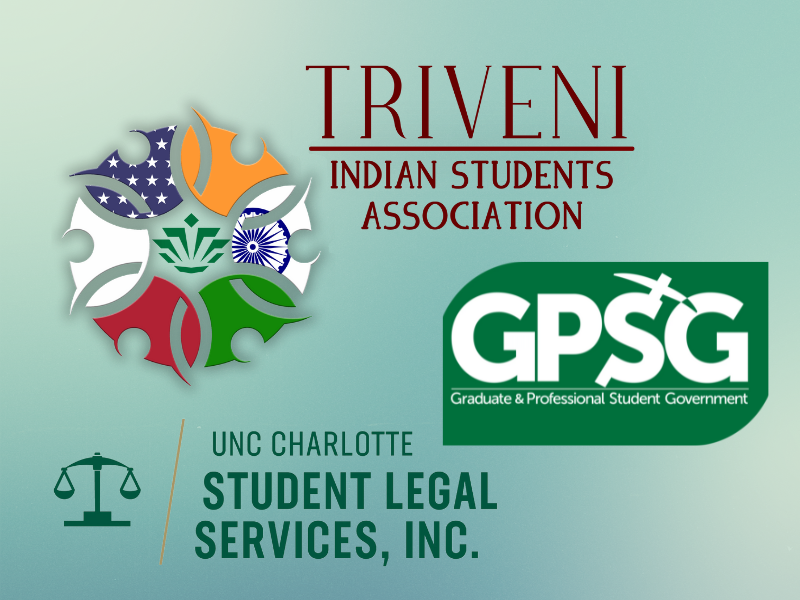 TRIVENI
INDIAN STUDENTS
ASSOCIATION
GPSG
Graduate & Professional Student Government
UNC CHARLOTTE
STUDENT LEGAL
SERVICES, INC.